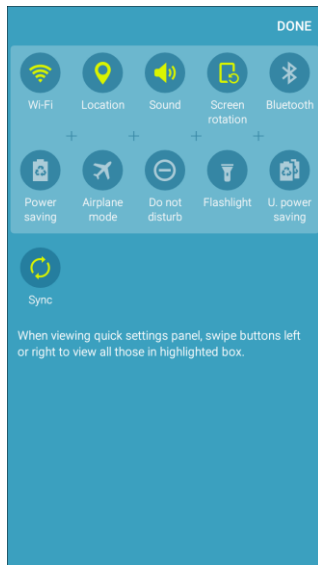 DONE
Wi-Fi Location Sound Screen rotation Bluetooth
Power saving Airplane mode Do not disturb Flashlight U. power saving
Sync
When viewing quick settings panel, swipe buttons left
or right to view all those in highlighted box.